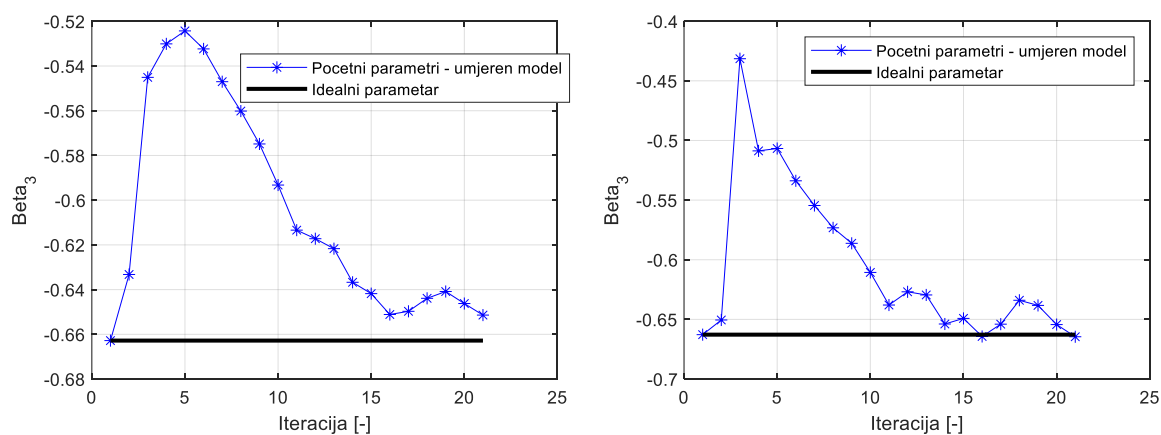 -0.52
-0.54
-0.56
-0.58
-0.6
-0.62
-0.64
-0.66
-0.68
Beta3
Pocetni parametri - umjeren model
Idealni parametar
0 5 10 15 20 25
Iteracija [-]
-0.4
-0.45
-0.5
-0.55
-0.6
-0.65
-0.7
Beta3
Pocetni parametri - umjeren model
Idealni parametar
0 5 10 15 20 25
Iteracija [-]